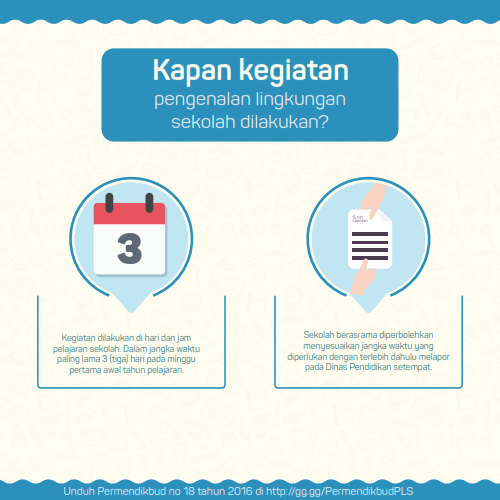 Kapan kegiatan
pengenalan lingkungan
sekolah dilakukan?
3
Surat
Laporan
Kegiatan dilakukan di hari dan jam
pelajaran sekolah. Dalam jangka waktu
paling lama 3 (tiga) hari pada minggu
pertama awal tahun pelajaran.
Sekolah berasrama diperbolehkan
menyesuaikan jangka waktu yang
diperlukan dengan terlebih dahulu melapor
pada Dinas Pendidikan setempat.
Unduh Permendikbud no 18 tahun 2016 di http://gg.gg/PermendikbudPLS